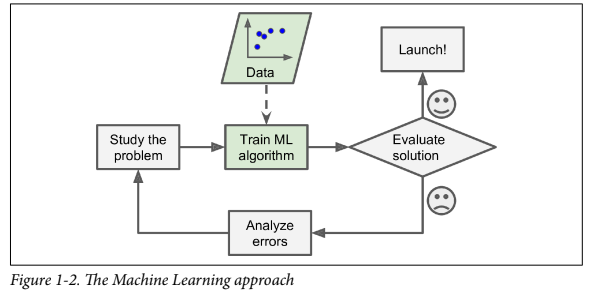 Launch!
Data
Study the
problem
Train ML
algorithm
Evaluate
solution
Analyze
errors
Figure 1-2. The Machine Learning approach